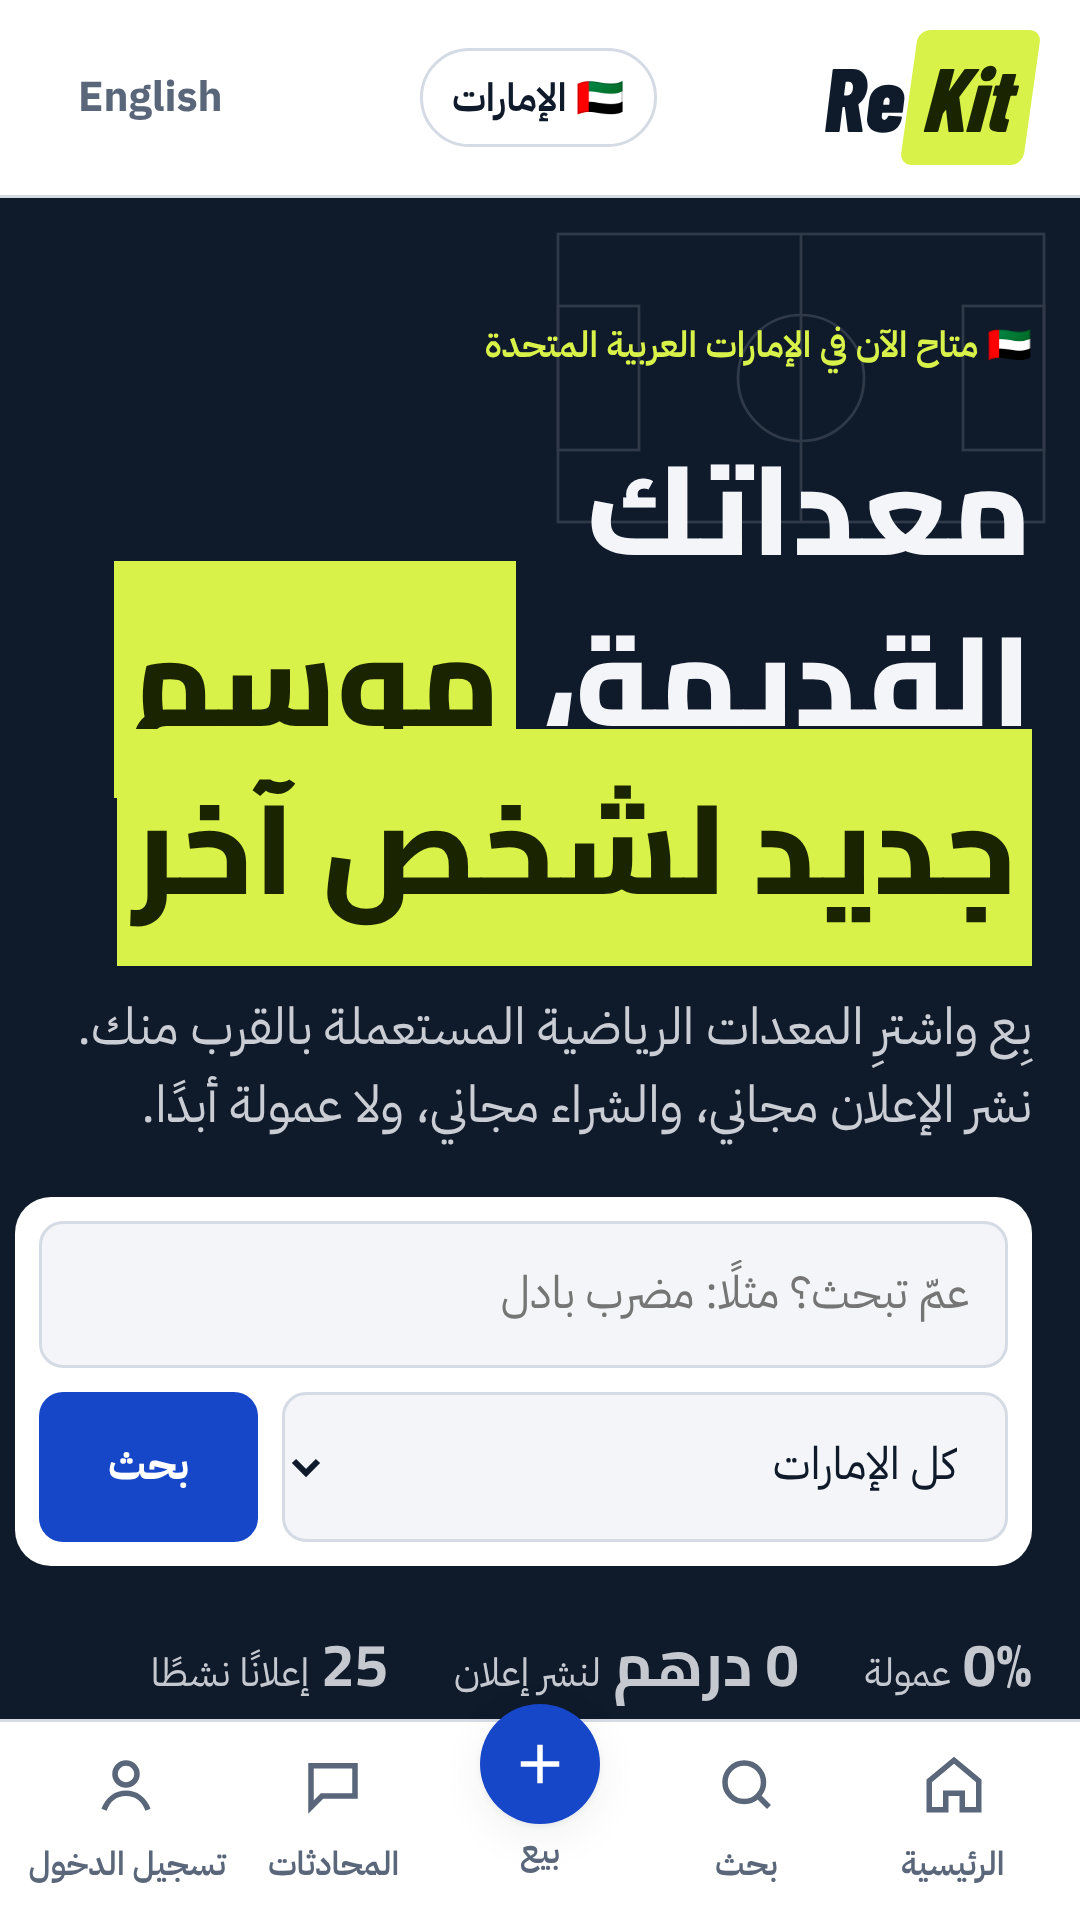 ReKit
🇦🇪 الإمارات
English
🇦🇪 متاح الآن في الإمارات العربية المتحدة
معداتك
القديمة، موسم
جديد لشخص آخر
بِع واشترِ المعدات الرياضية المستعملة بالقرب منك.
نشر الإعلان مجاني، والشراء مجاني، ولا عمولة أبدًا.
عمّ تبحث؟ مثلًا: مضرب بادل
كل الإمارات
بحث
0% عمولة
0 درهم لنشر إعلان
25 إعلانًا نشطًا
الرئيسية
بحث
بيع
المحادثات
تسجيل الدخول